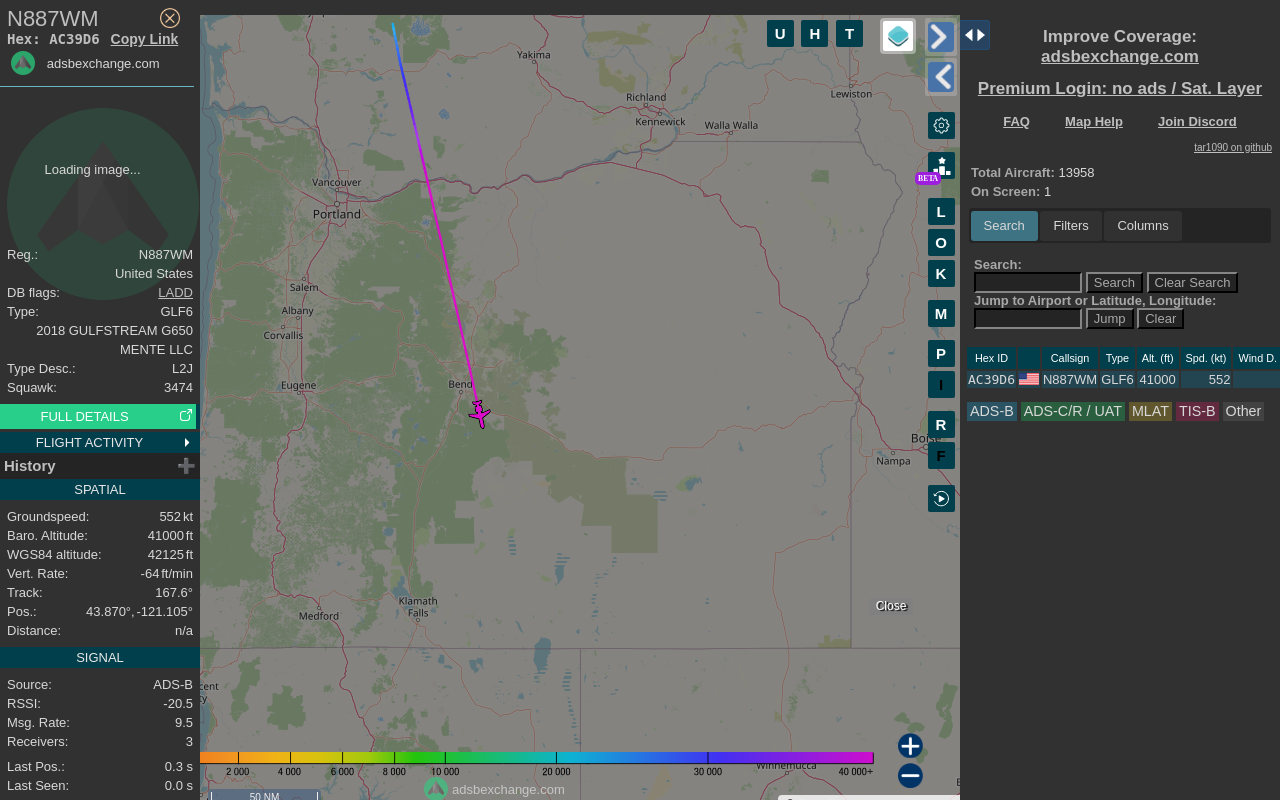 N887WM
Hex: AC39D6 Copy Link
adsbexchange.com
Loading image...
Reg.: N887WM
United States
DB flags: LADD
Type: GLF6
2018 GULFSTREAM G650
MENTE LLC
Type Desc.: L2J
Squawk: 3474
FULL DETAILS
FLIGHT ACTIVITY
History
SPATIAL
Groundspeed: 552 kt
Baro. Altitude: 41000 ft
WGS84 altitude: 42125 ft
Vert. Rate: -64 ft/min
Track: 167.6°
Pos.: 43.870°, -121.105°
Distance: n/a
SIGNAL
Source: ADS-B
RSSI: -20.5
Msg. Rate: 9.5
Receivers: 3
Last Pos.: 0.3 s
Last Seen: 0.0 s
Yakima
Richland
Kennewick
Walla Walla
Lewiston
Vancouver
Portland
Salem
Albany
Corvallis
Eugene
Bend
Boise
Nampa
Klamath
Falls
Medford
Winnemucca
Close
2 000 4 000 6 000 8 000 10 000 20 000 30 000 40 000+
adsbexchange.com
50 NM
U H T
BETA
L
O
K
M
P
I
R
F
Improve Coverage:
adsbexchange.com
Premium Login: no ads / Sat. Layer
FAQ Map Help Join Discord
tar1090 on github
Total Aircraft: 13958
On Screen: 1
Search Filters Columns
Search:
Search Clear Search
Jump to Airport or Latitude, Longitude:
Jump Clear
Hex ID Callsign Type Alt. (ft) Spd. (kt) Wind D.
AC39D6 N887WM GLF6 41000 552
ADS-B ADS-C/R / UAT MLAT TIS-B Other